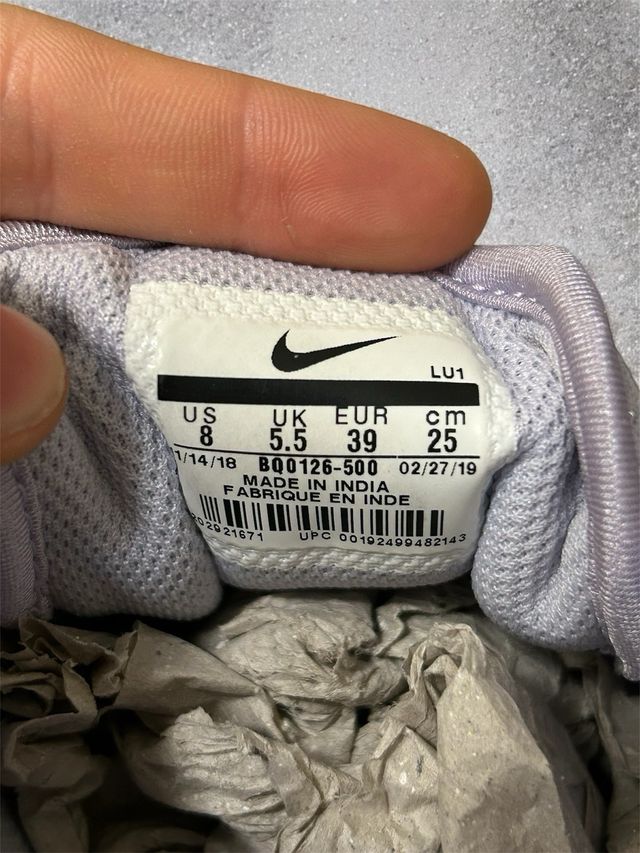 LU1
US UK EUR cm
8 5.5 39 25
1/14/18 BQ0126-500 02/27/19
MADE IN INDIA
FABRIQUE EN INDE
UPC 00192499482143